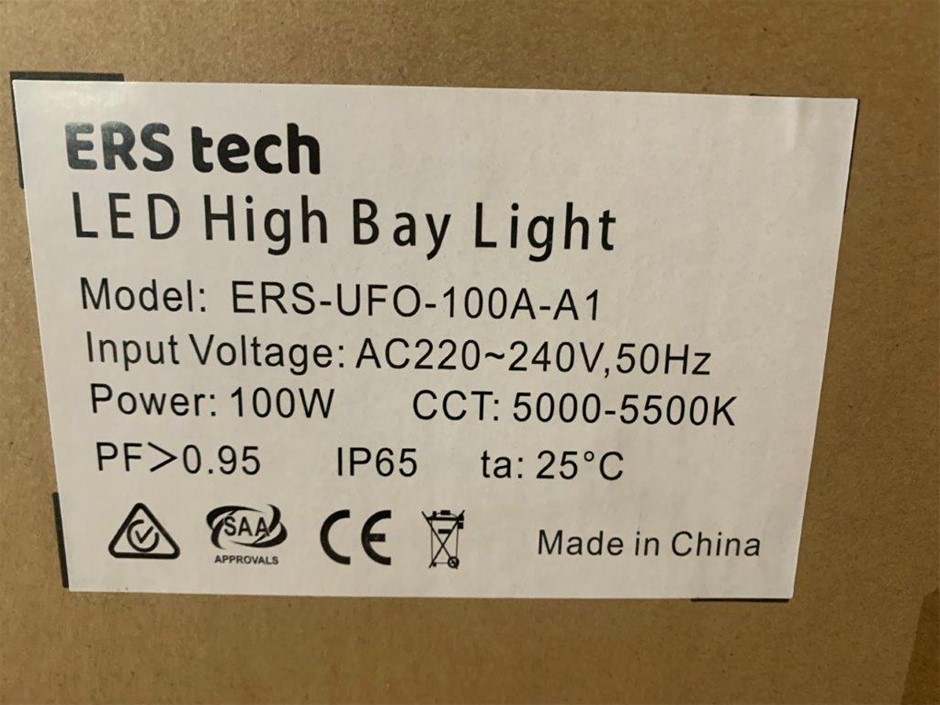 ERS tech
LED High Bay Light
Model: ERS-UFO-100A-A1
Input Voltage: AC220~240V,50Hz
Power: 100W CCT: 5000-5500K
PF>0.95 IP65 ta: 25°C
SAA APPROVALS CE Made in China